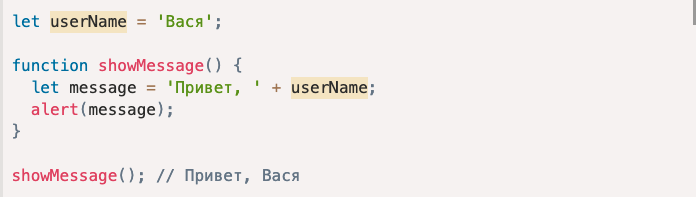 let userName = 'Вася';
function showMessage() {
let message = 'Привет, ' + userName;
alert(message);
}
showMessage(); // Привет, Вася